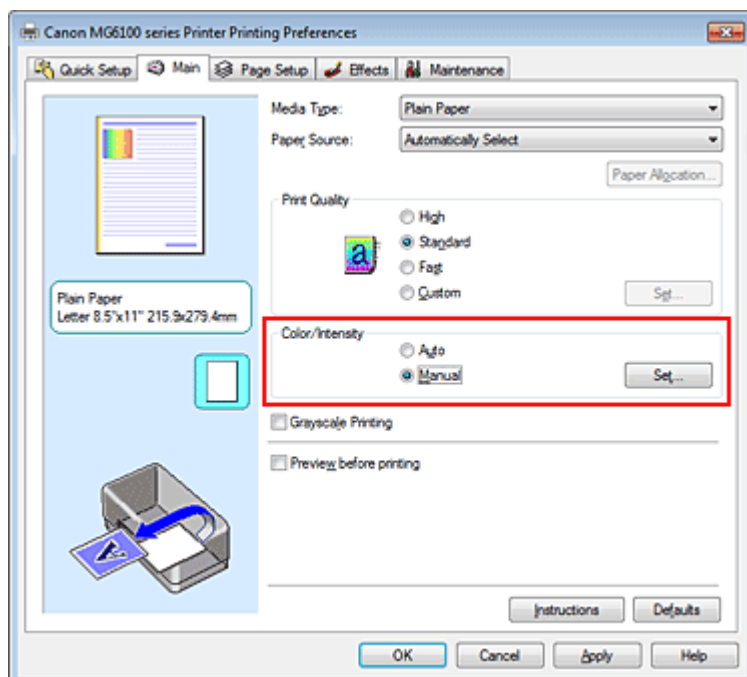 Canon MG6100 series Printer Printing Preferences
Quick Setup Main Page Setup Effects Maintenance
Media Type: Plain Paper
Paper Source: Automatically Select
Paper Allocation...
Print Quality
High
a Standard
Fast
Custom Set...
Plain Paper
Letter 8.5"x11" 215.9x279.4mm
Color/Intensity
Auto
Manual Set...
Grayscale Printing
Preview before printing
A
Instructions Defaults
OK Cancel Apply Help